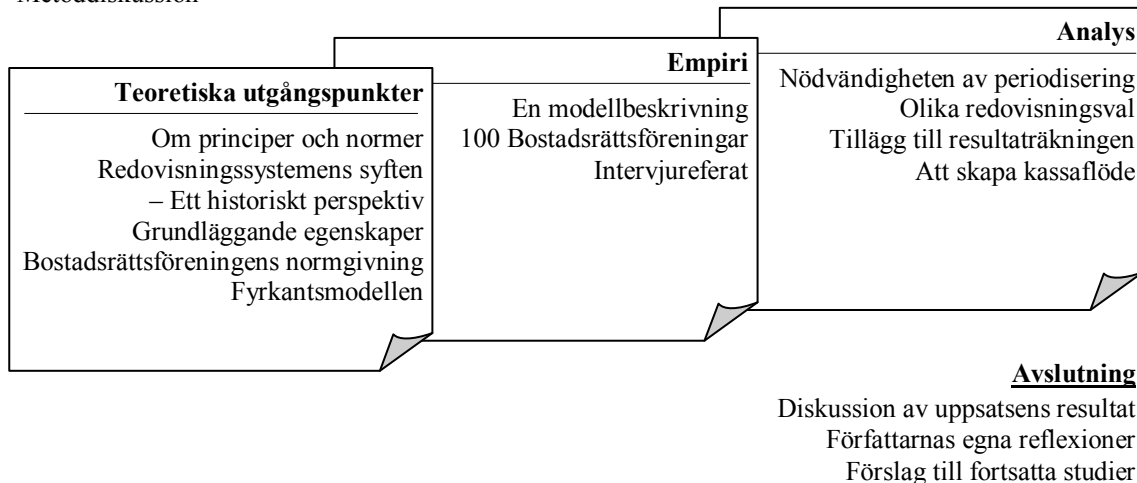 Metoddiskussion
Teoretiska utgångspunkter
Om principer och normer
Redovisningssystemens syften
– Ett historiskt perspektiv
Grundläggande egenskaper
Bostadsrättsföreningens normgivning
Fyrkantsmodellen
Empiri
En modellbeskrivning
100 Bostadsrättsföreningar
Intervjureferat
Analys
Nödvändigheten av periodisering
Olika redovisningsval
Tillägg till resultaträkningen
Att skapa kassaflöde
Avslutning
Diskussion av uppsatsens resultat
Författarnas egna reflexioner
Förslag till fortsatta studier